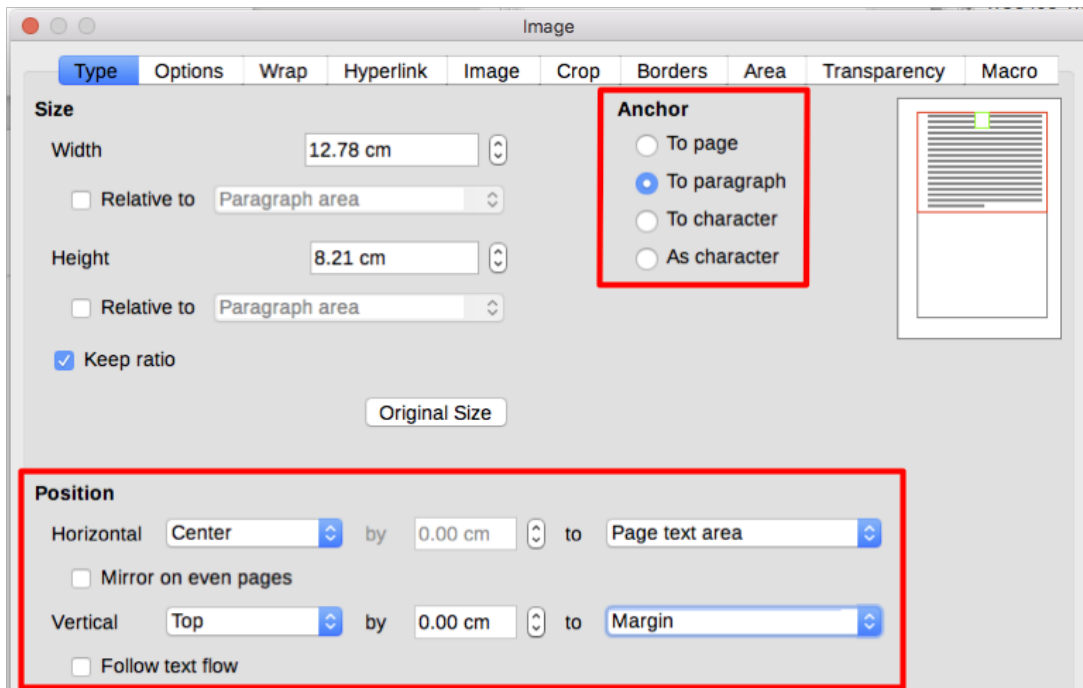 Image
Type Options Wrap Hyperlink Image Crop Borders Area Transparency Macro
Size
Width 12.78 cm
Relative to Paragraph area
Height 8.21 cm
Relative to Paragraph area
Keep ratio
Original Size
Anchor
To page
To paragraph
To character
As character
Position
Horizontal Center by 0.00 cm to Page text area
Mirror on even pages
Vertical Top by 0.00 cm to Margin
Follow text flow